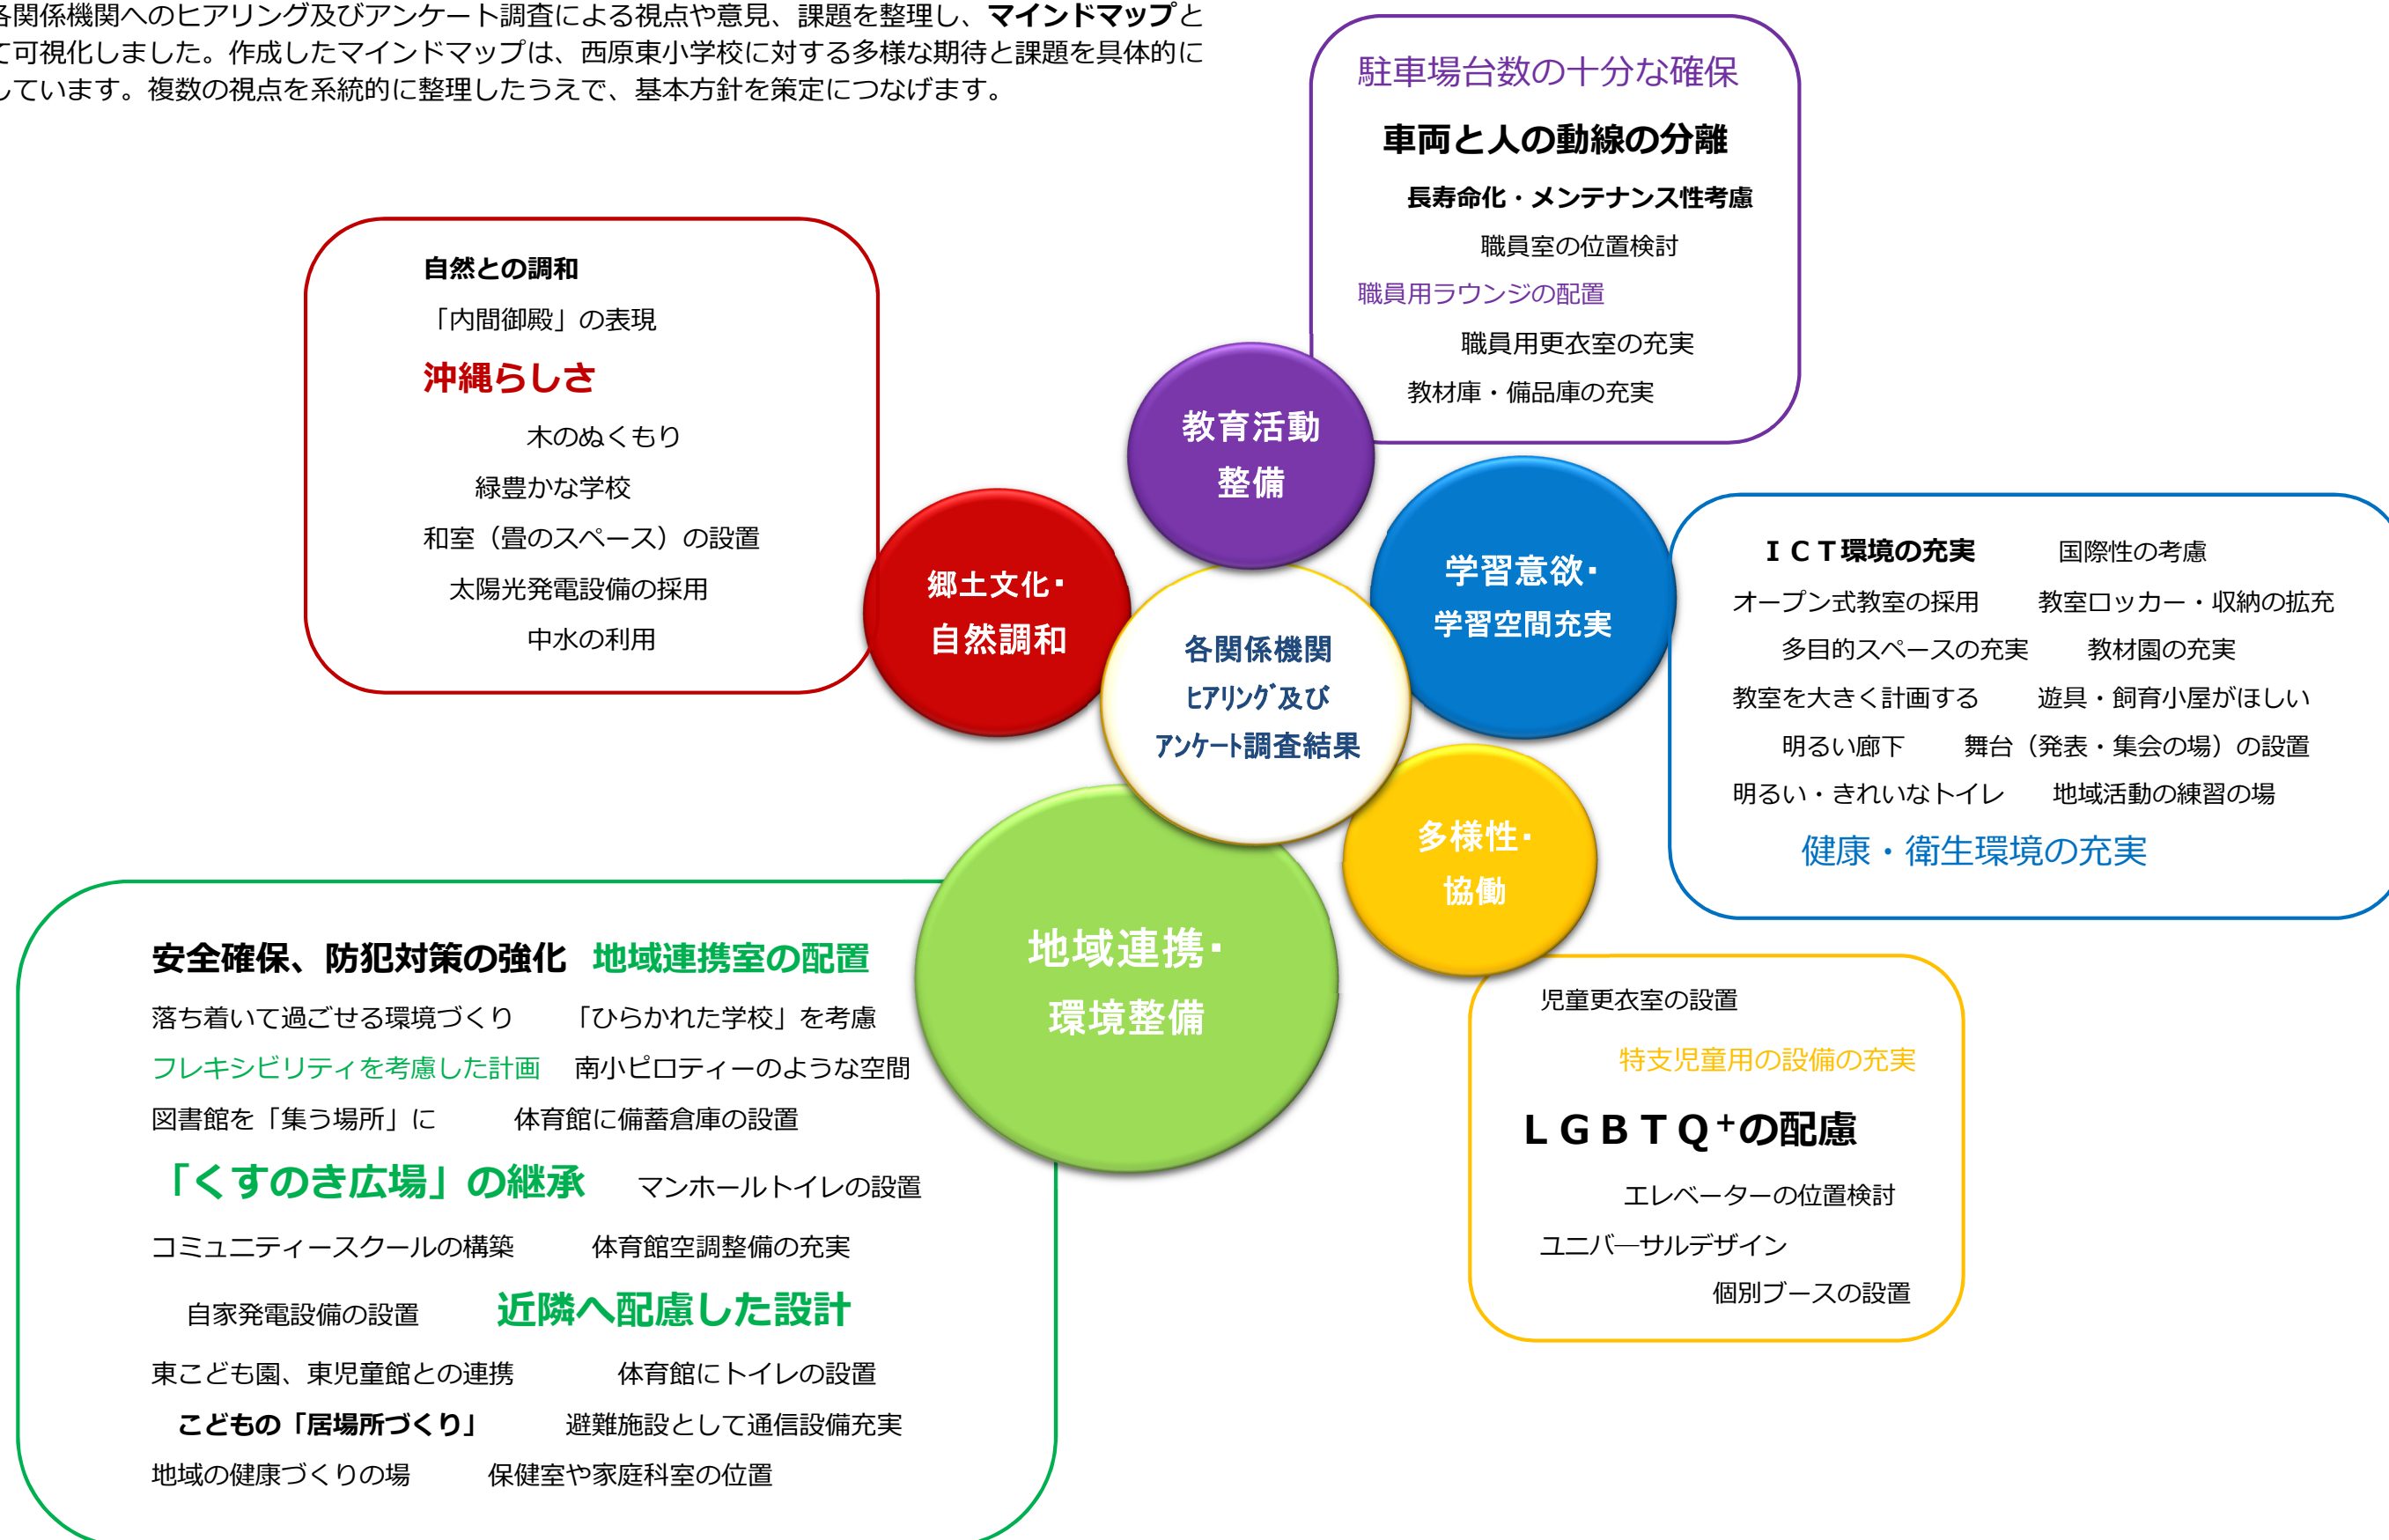 各関係機関へのヒアリング及びアンケート調査による視点や意見、課題を整理し、マインドマップと
て可視化しました。作成したマインドマップは、西原東小学校に対する多様な期待と課題を具体的に
しています。複数の視点を系統的に整理したうえで、基本方針を策定につなげます。
駐車場台数の十分な確保
車両と人の動線の分離
長寿命化・メンテナンス性考慮
職員室の位置検討
職員用ラウンジの配置
職員用更衣室の充実
教材庫・備品庫の充実
自然との調和
「内間御殿」の表現
沖縄らしさ
木のぬくもり
緑豊かな学校
和室（畳のスペース）の設置
太陽光発電設備の採用
中水の利用
教育活動
整備
郷土文化・
自然調和
学習意欲・
学習空間充実
各関係機関
ﾋｱﾘﾝｸﾞ及び
ｱﾝｹｰﾄ調査結果
多様性・
協働
地域連携・
環境整備
ＩＣＴ環境の充実　国際性の考慮
オープン式教室の採用　教室ロッカー・収納の拡充
多目的スペースの充実　教材園の充実
教室を大きく計画する　遊具・飼育小屋がほしい
明るい廊下　舞台（発表・集会の場）の設置
明るい・きれいなトイレ　地域活動の練習の場
健康・衛生環境の充実
安全確保、防犯対策の強化　地域連携室の配置
落ち着いて過ごせる環境づくり　「ひらかれた学校」を考慮
フレキシビリティを考慮した計画　南小ピロティーのような空間
図書館を「集う場所」に　体育館に備蓄倉庫の設置
「くすのき広場」の継承　マンホールトイレの設置
コミュニティースクールの構築　体育館空調整備の充実
自家発電設備の設置　近隣へ配慮した設計
東こども園、東児童館との連携　体育館にトイレの設置
こどもの「居場所づくり」　避難施設として通信設備充実
地域の健康づくりの場　保健室や家庭科室の位置
児童更衣室の設置
特支児童用の設備の充実
ＬＧＢＴＱ⁺の配慮
エレベーターの位置検討
ユニバ―サルデザイン
個別ブースの設置